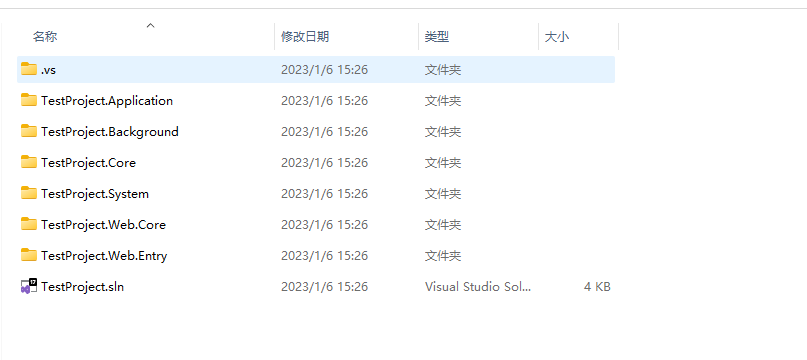 名称 修改日期 类型 大小
.vs 2023/1/6 15:26 文件夹
TestProject.Application 2023/1/6 15:26 文件夹
TestProject.Background 2023/1/6 15:26 文件夹
TestProject.Core 2023/1/6 15:26 文件夹
TestProject.System 2023/1/6 15:26 文件夹
TestProject.Web.Core 2023/1/6 15:26 文件夹
TestProject.Web.Entry 2023/1/6 15:26 文件夹
TestProject.sln 2023/1/6 15:26 Visual Studio Sol... 4 KB